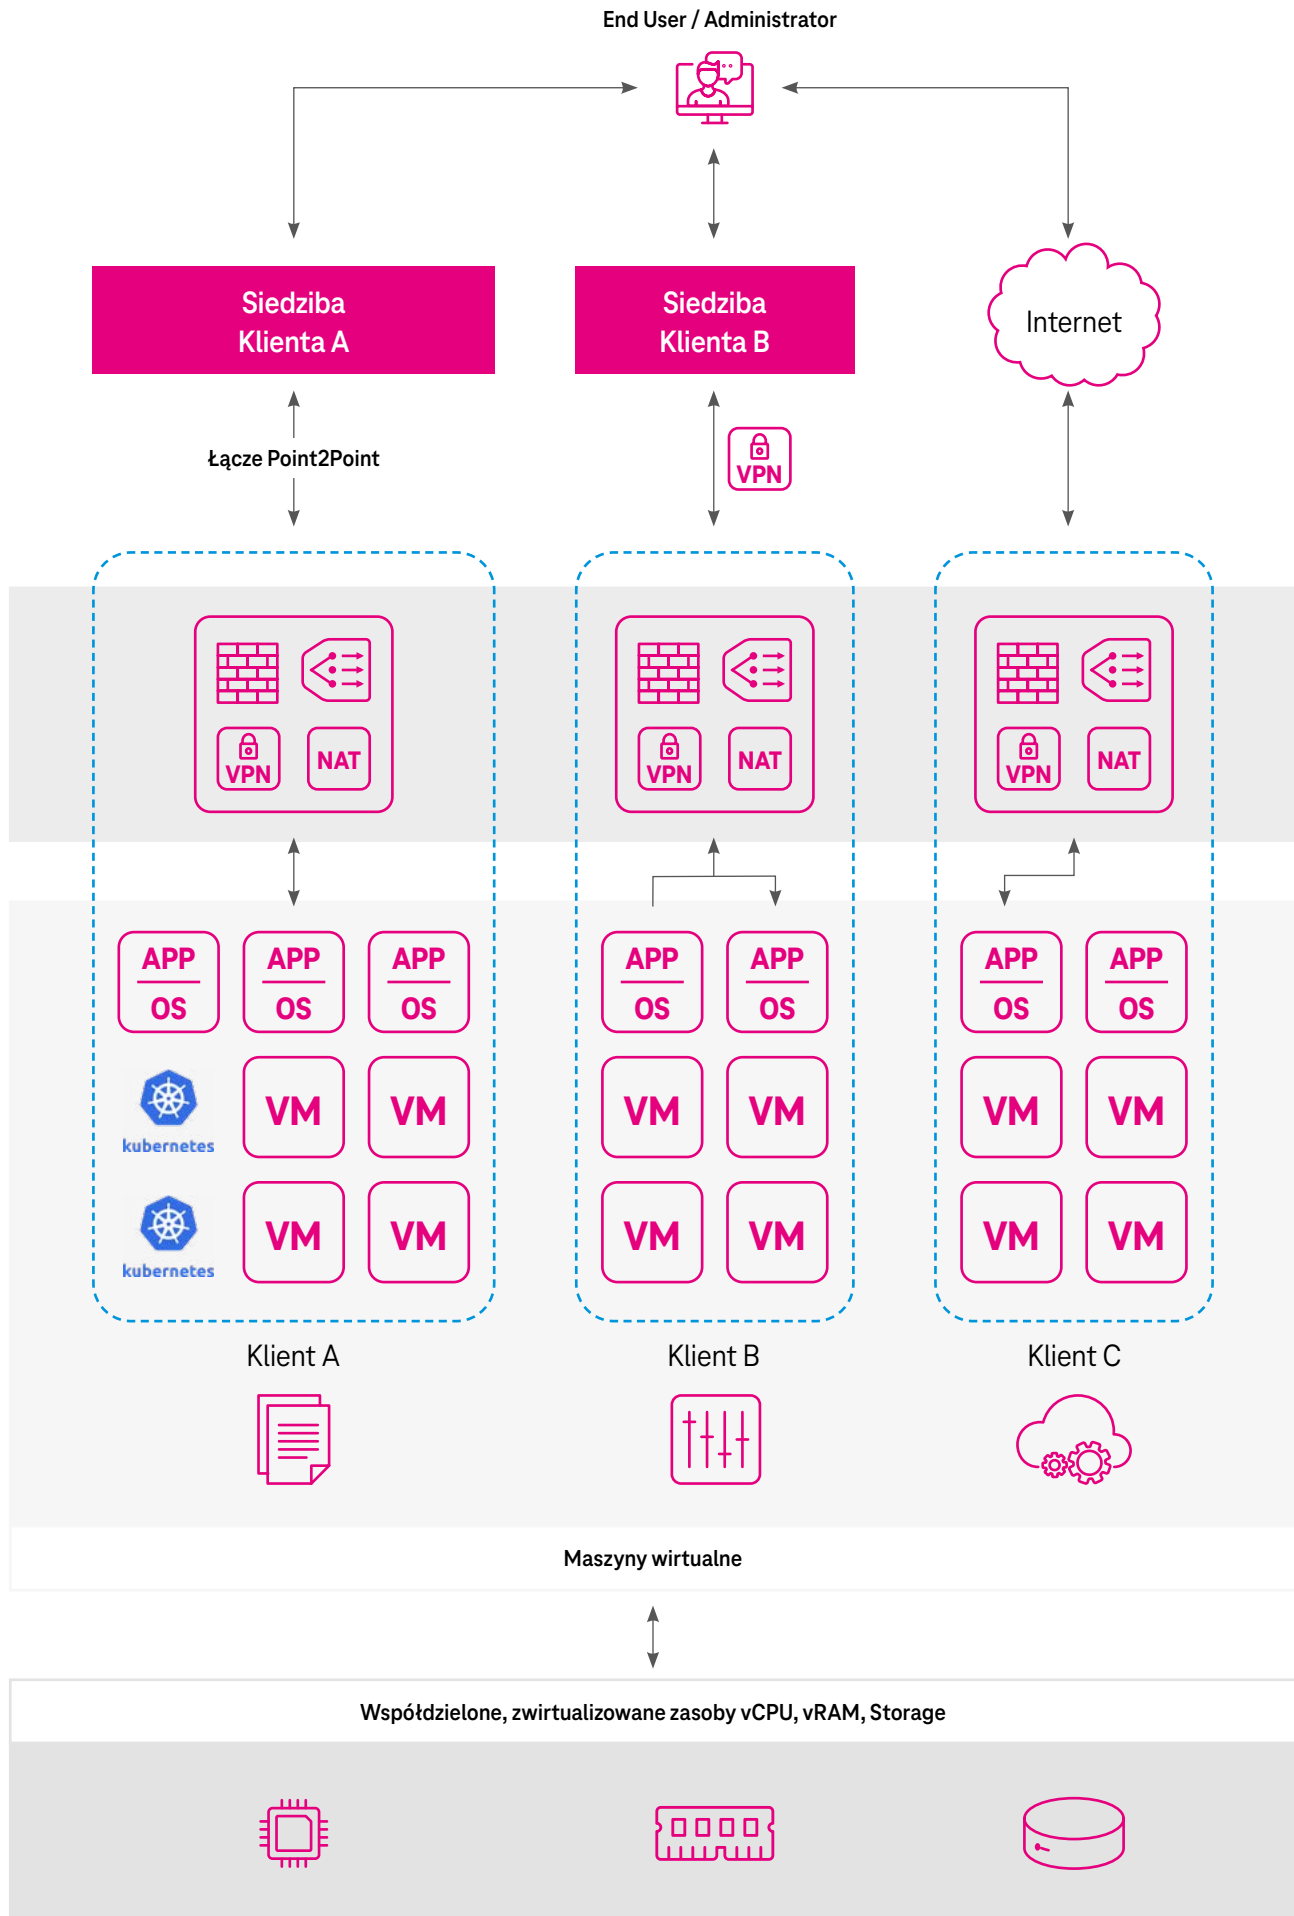 End User / Administrator
Siedziba
Klienta A
Siedziba
Klienta B
Internet
Łącze Point2Point
VPN
VPN
NAT
VPN
NAT
VPN
NAT
APP
OS
APP
OS
APP
OS
APP
OS
APP
OS
APP
OS
APP
OS
kubernetes
VM
VM
VM
VM
VM
VM
kubernetes
VM
VM
VM
VM
VM
VM
Klient A
Klient B
Klient C
Maszyny wirtualne
Współdzielone, zwirtualizowane zasoby vCPU, vRAM, Storage